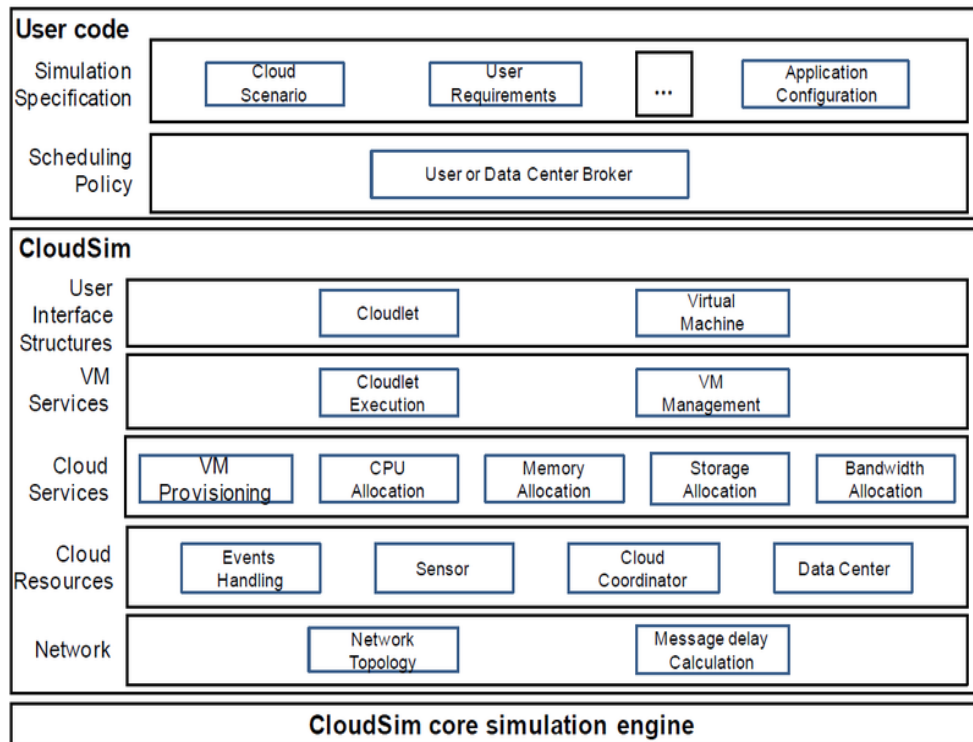 User code
Simulation
Specification
Cloud
Scenario
User
Requirements
...
Application
Configuration
Scheduling
Policy
User or Data Center Broker
CloudSim
User
Interface
Structures
Cloudlet
Virtual
Machine
VM
Services
Cloudlet
Execution
VM
Management
Cloud
Services
VM
Provisioning
CPU
Allocation
Memory
Allocation
Storage
Allocation
Bandwidth
Allocation
Cloud
Resources
Events
Handling
Sensor
Cloud
Coordinator
Data Center
Network
Network
Topology
Message delay
Calculation
CloudSim core simulation engine